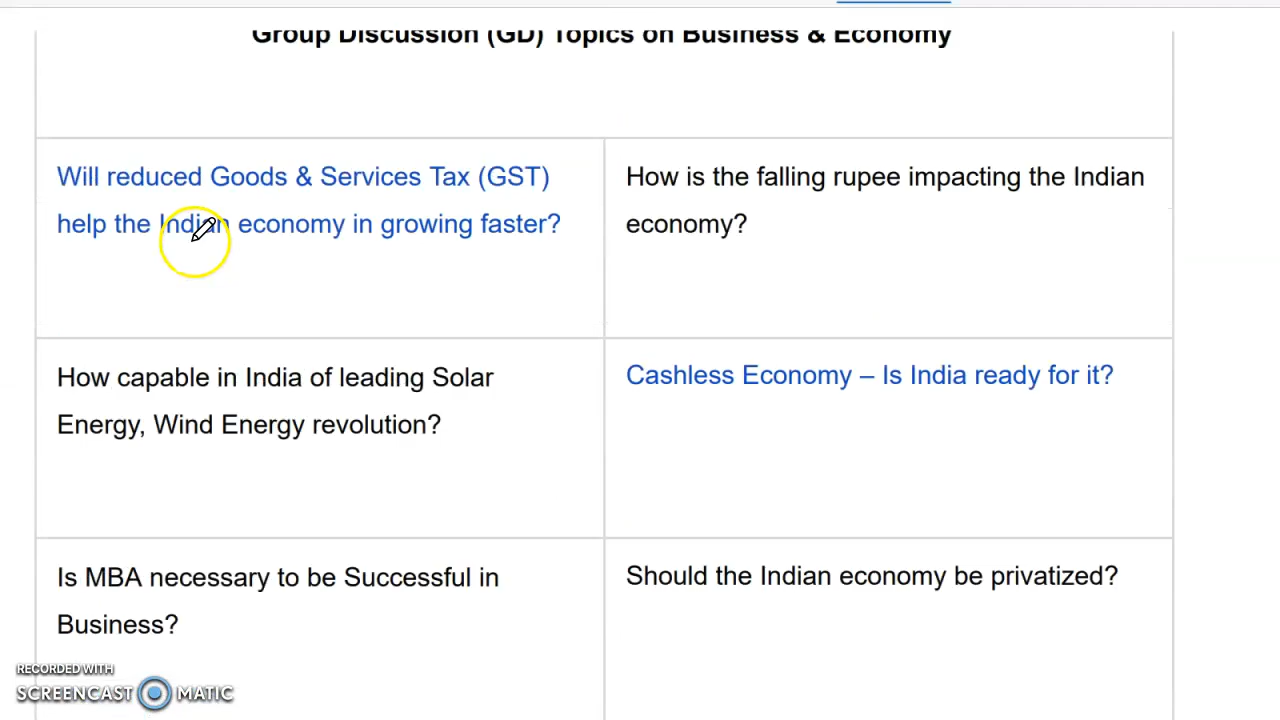 Group Discussion (GD) Topics on Business & Economy
Will reduced Goods & Services Tax (GST)
help the Indian economy in growing faster?
How is the falling rupee impacting the Indian
economy?
How capable in India of leading Solar
Energy, Wind Energy revolution?
Cashless Economy – Is India ready for it?
Is MBA necessary to be Successful in
Business?
Should the Indian economy be privatized?
RECORDED WITH
SCREENCAST MATIC